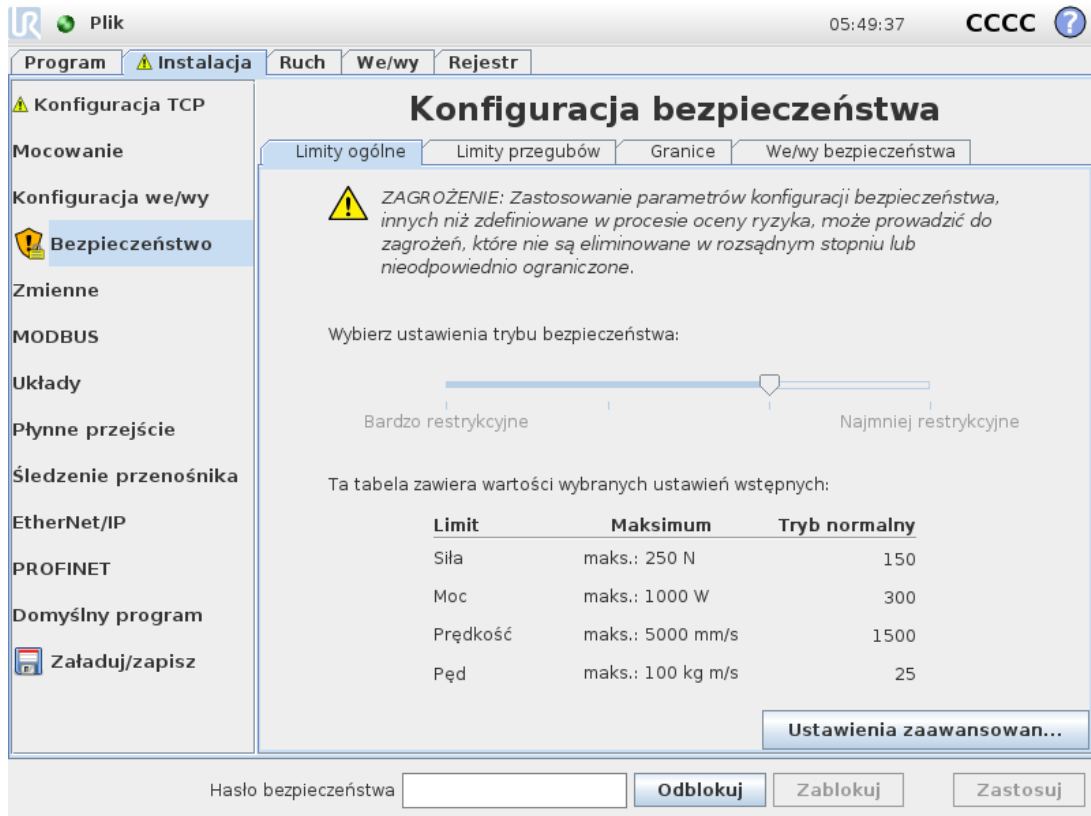 UR Plik 05:49:37 CCCC ?
Program Instalacja Ruch We/wy Rejestr
Konfiguracja TCP
Mocowanie
Konfiguracja we/wy
Bezpieczeństwo
Zmienne
MODBUS
Układy
Płynne przejście
Śledzenie przenośnika
EtherNet/IP
PROFINET
Domyślny program
Załaduj/zapisz
Konfiguracja bezpieczeństwa
Limity ogólne Limity przegubów Granice We/wy bezpieczeństwa
ZAGROŻENIE: Zastosowanie parametrów konfiguracji bezpieczeństwa,
innych niż zdefiniowane w procesie oceny ryzyka, może prowadzić do
zagrożeń, które nie są eliminowane w rozsądnym stopniu lub
nieodpowiednio ograniczone.
Wybierz ustawienia trybu bezpieczeństwa:
Bardzo restrykcyjne Najmniej restrykcyjne
Ta tabela zawiera wartości wybranych ustawień wstępnych:
Limit Maksimum Tryb normalny
Siła maks.: 250 N 150
Moc maks.: 1000 W 300
Prędkość maks.: 5000 mm/s 1500
Pęd maks.: 100 kg m/s 25
Ustawienia zaawansowan...
Hasło bezpieczeństwa Odblokuj Zablokuj Zastosuj